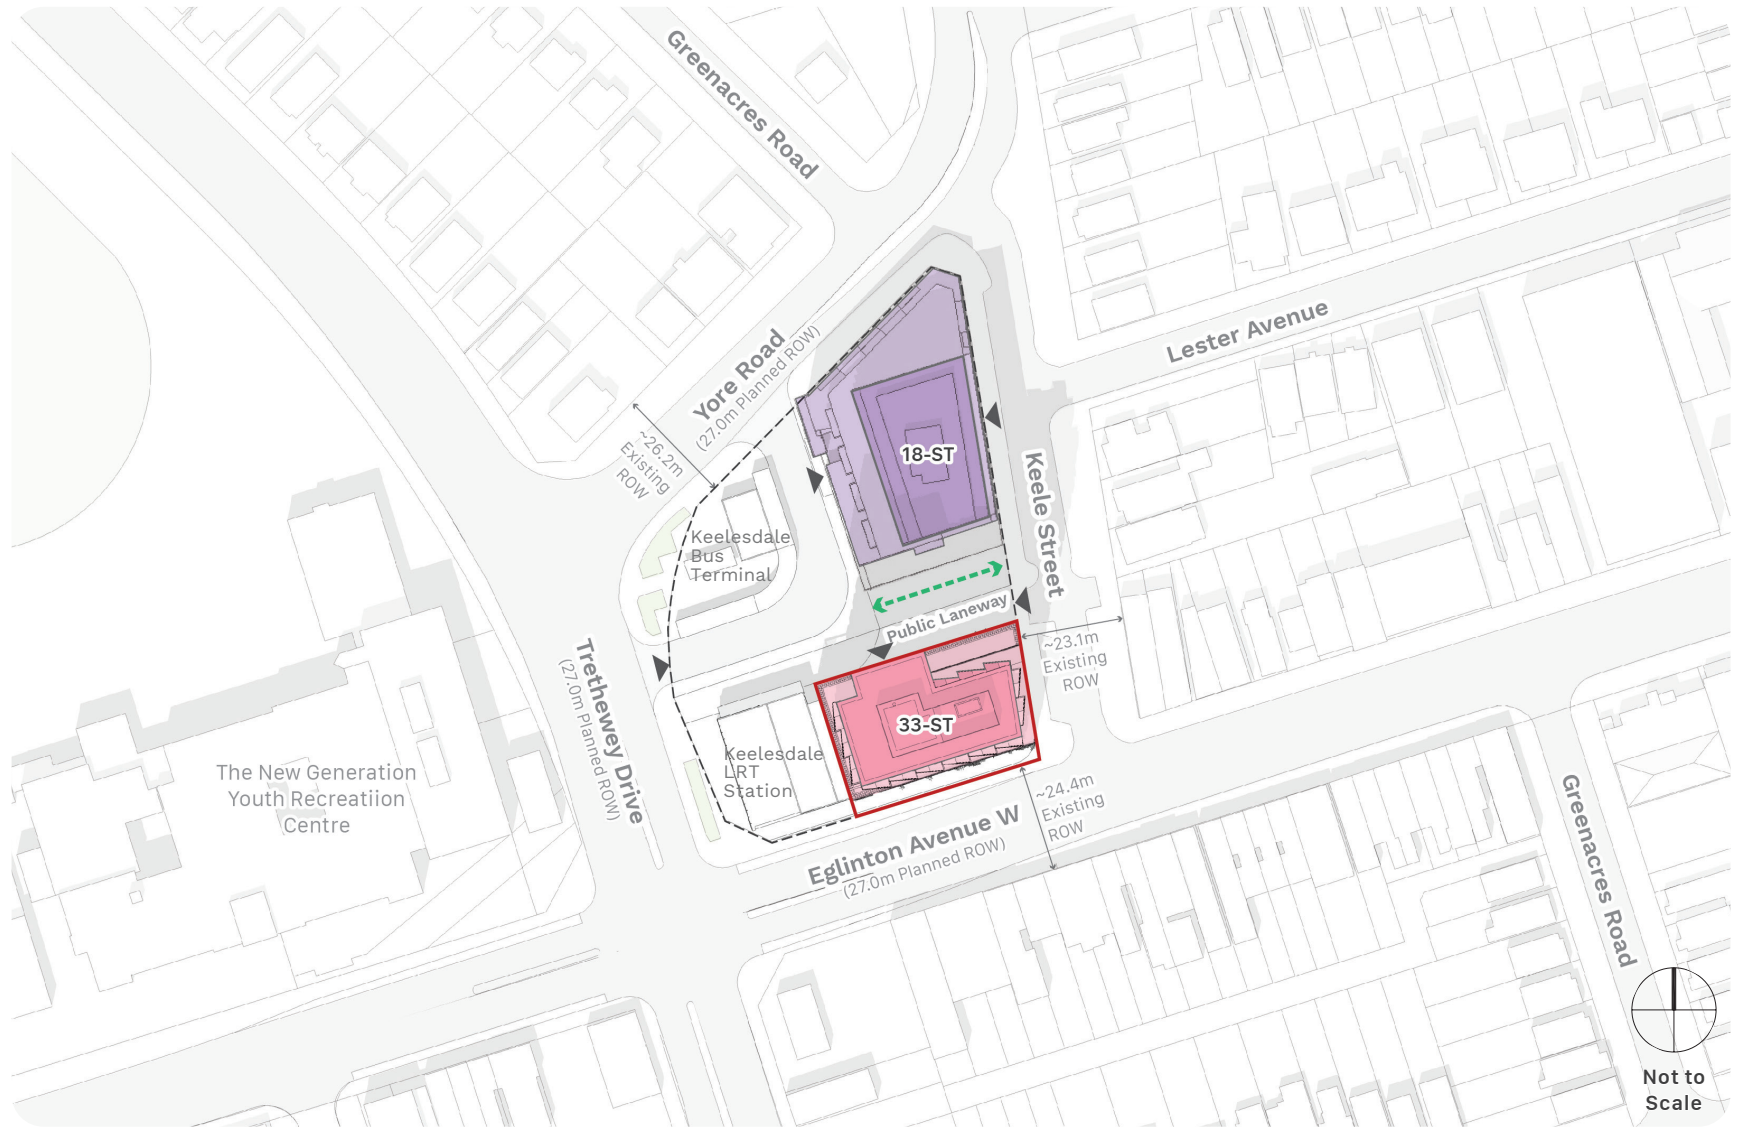 Greenacres Road
Yore Road
(27.0m Planned ROW)
Lester Avenue
~26.2m
Existing
ROW
18-ST
Keele Street
Keelesdale
Bus
Terminal
Public Laneway
~23.1m
Existing
ROW
33-ST
Trethewey Drive
(27.0m Planned ROW)
Keelesdale
LRT
Station
The New Generation
Youth Recreatiion
Centre
~24.4m
Existing
ROW
Eglinton Avenue W
(27.0m Planned ROW)
Greenacres Road
Not to
Scale